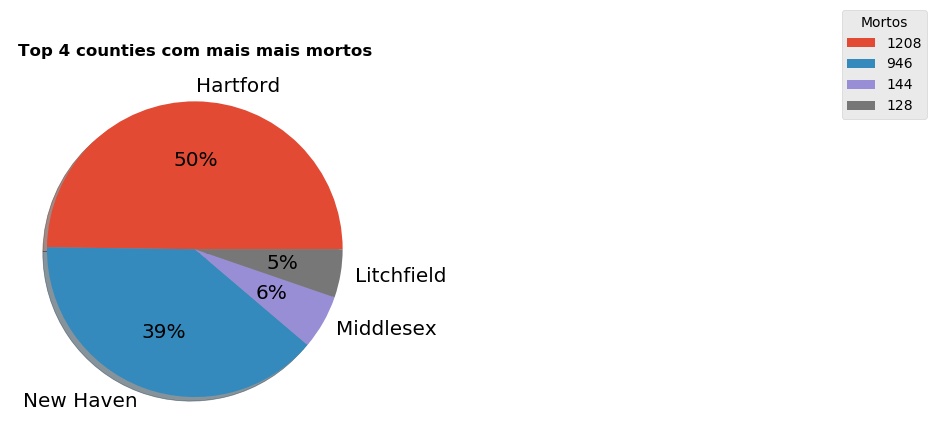 Top 4 counties com mais mais mortos
Mortos
1208
946
144
128
Hartford
50%
5%
Litchfield
6%
Middlesex
39%
New Haven